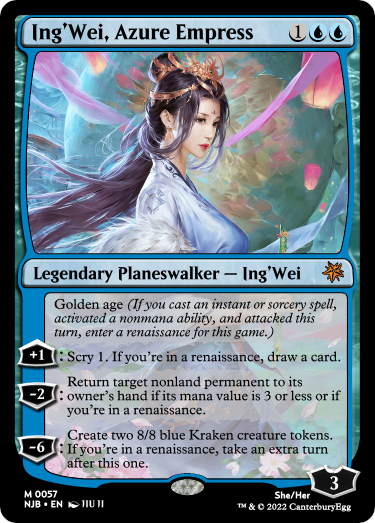 Ing'Wei, Azure Empress 1
Legendary Planeswalker — Ing'Wei
Golden age (If you cast an instant or sorcery spell,
activated a nonmana ability, and attacked this
turn, enter a renaissance for this game.)
+1 : Scry 1. If you're in a renaissance, draw a card.
-2 : Return target nonland permanent to its
owner's hand if its mana value is 3 or less or if
you're in a renaissance.
-6 : Create two 8/8 blue Kraken creature tokens.
If you're in a renaissance, take an extra turn
after this one.
3
M 0057 She/Her
NJB • EN ™ & © 2022 CanterburyEgg